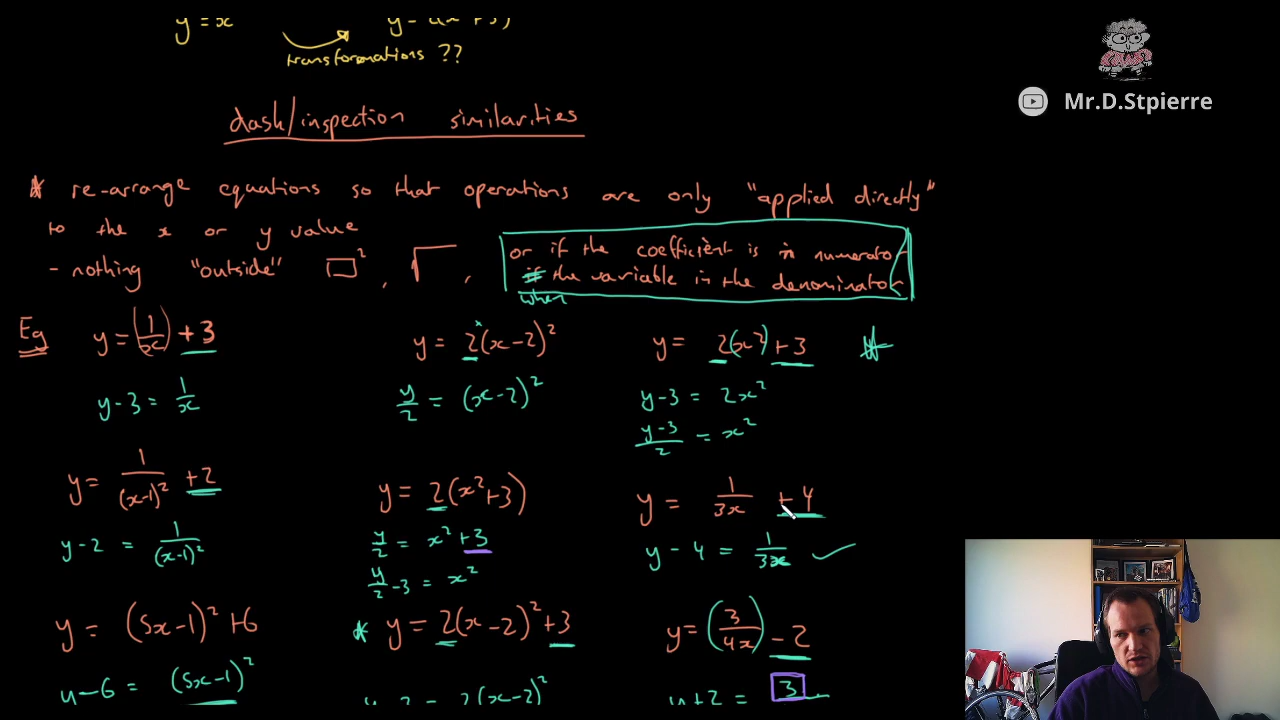 y = x
transformations ??
Mr.D.Stpierre
dash/inspection similarities
* re-arrange equations so that operations are only "applied directly"
to the x or y value
- nothing "outside" □², √ ,
or if the coefficient is in numerator
if the variable in the denominator
when
Eg
y = (1/x) + 3
y - 3 = 1/x
y = 2(x-2)²
y/2 = (x-2)²
y = 2(x²) + 3 *
y - 3 = 2x²
(y-3)/2 = x²
y = 1/(x-1)² + 2
y - 2 = 1/(x-1)²
y = 2(x²+3)
y/2 = x² + 3
y/2 - 3 = x²
y = 1/3x + 4
y - 4 = 1/3x ✓
y = (5x-1)² + 6
y - 6 = (5x-1)²
* y = 2(x-2)² + 3
y = (3/4x) - 2
y + 2 = 3